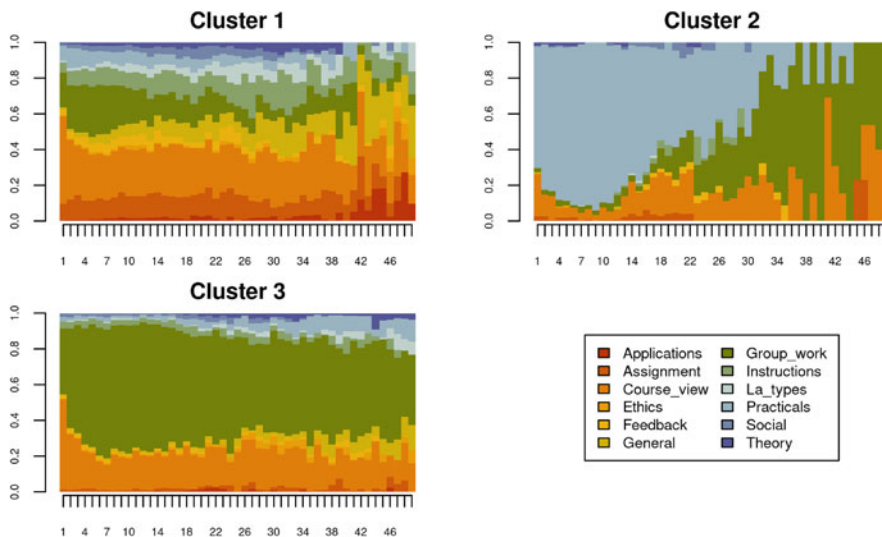 Cluster 1
1.0
0.8
0.6
0.4
0.2
0.0
1 4 7 10 14 18 22 26 30 34 38 42 46
Cluster 2
1.0
0.8
0.6
0.4
0.2
0.0
1 4 7 10 14 18 22 26 30 34 38 42 46
Cluster 3
1.0
0.8
0.6
0.4
0.2
0.0
1 4 7 10 14 18 22 26 30 34 38 42 46
Applications Group_work
Assignment Instructions
Course_view La_types
Ethics Practicals
Feedback Social
General Theory